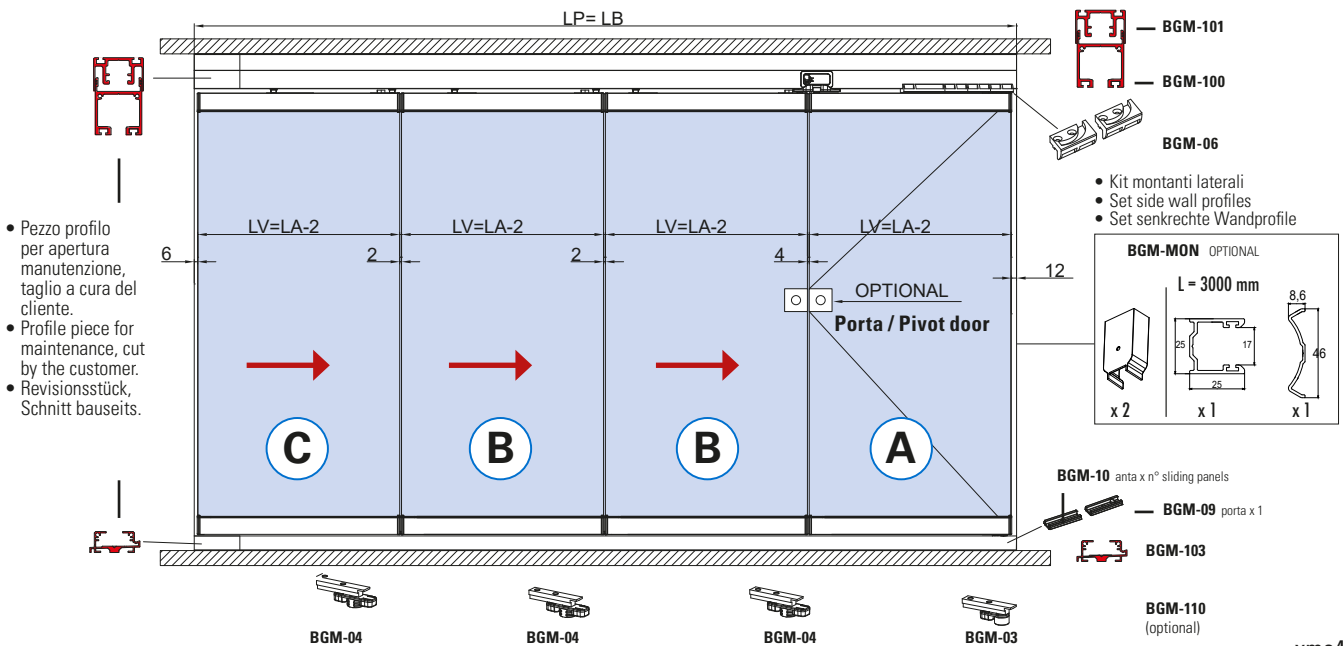 LP= LB
BGM-101
BGM-100
BGM-06
• Kit montanti laterali
• Set side wall profiles
• Set senkrechte Wandprofile
• Pezzo profilo
per apertura
manutenzione,
taglio a cura del
cliente.
• Profile piece for
maintenance, cut
by the customer.
• Revisionsstück,
Schnitt bauseits.
LV=LA-2
LV=LA-2
LV=LA-2
LV=LA-2
6
2
2
4
12
OPTIONAL
Porta / Pivot door
BGM-MON OPTIONAL
L = 3000 mm
8,6
25
17
46
25
x 2
x 1
x 1
C
B
B
A
BGM-10 anta x n° sliding panels
BGM-09 porta x 1
BGM-103
BGM-110
(optional)
BGM-04
BGM-04
BGM-04
BGM-03